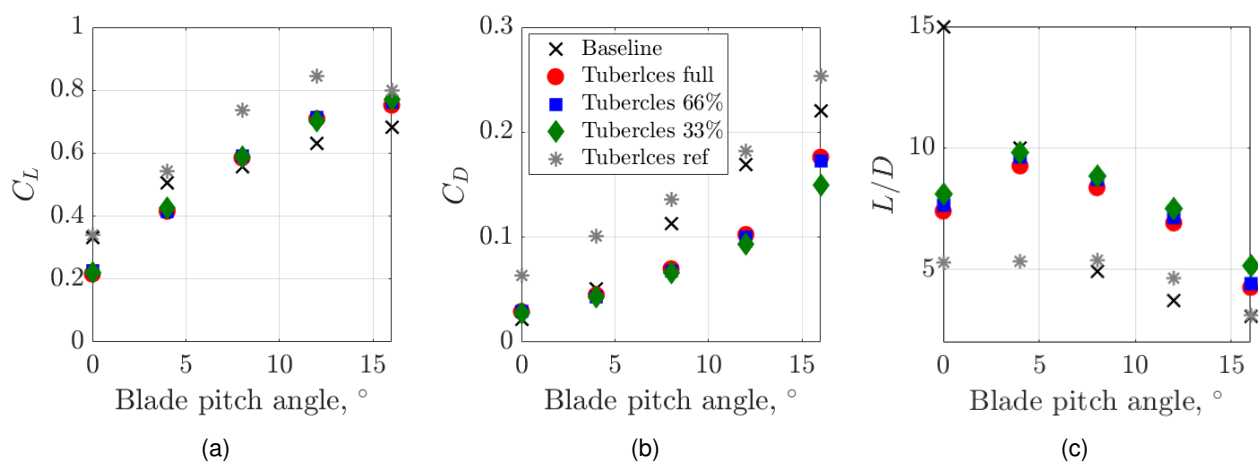 1
0.8
0.6
0.4
0.2
0
C_L
0 5 10 15
Blade pitch angle, °
(a)
0.3
0.2
0.1
0
C_D
Baseline
Tuberlces full
Tubercles 66%
Tubercles 33%
Tuberlces ref
0 5 10 15
Blade pitch angle, °
(b)
15
10
5
L/D
0 5 10 15
Blade pitch angle, °
(c)